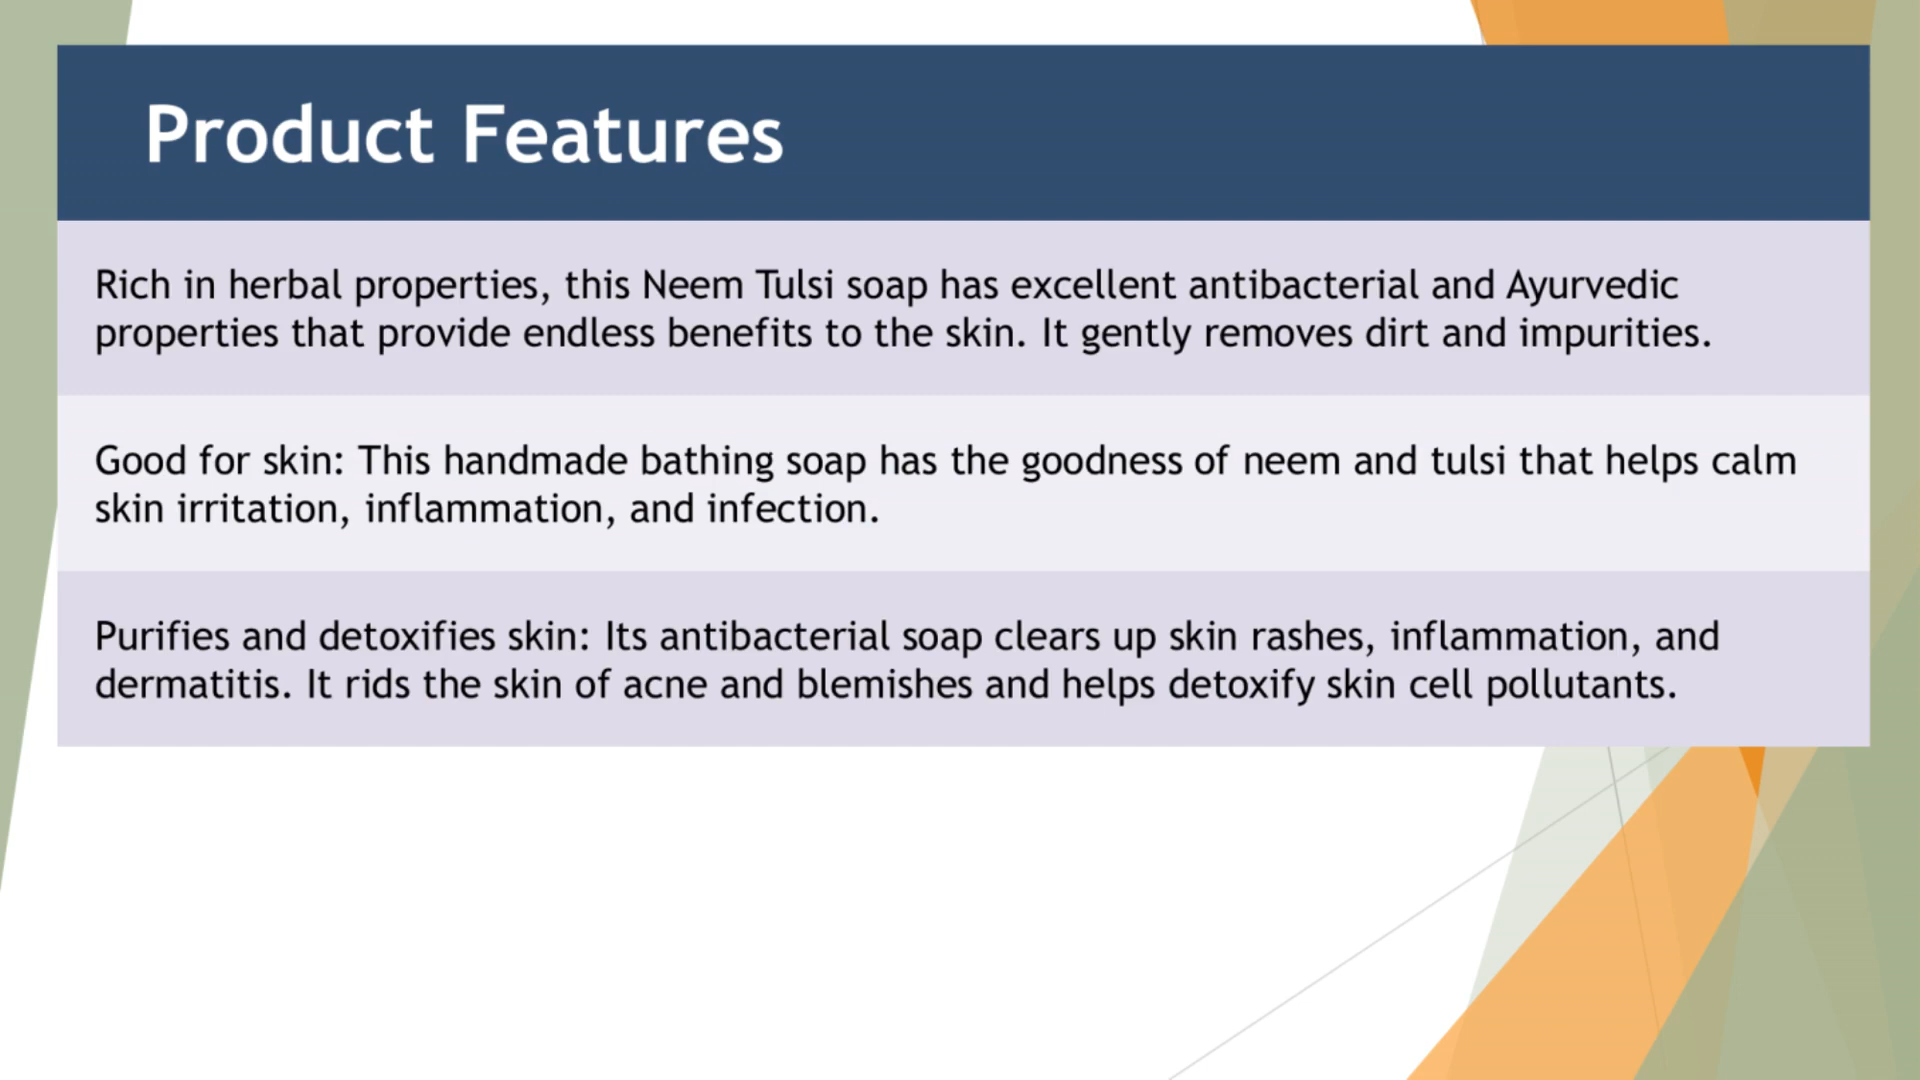 Product Features
Rich in herbal properties, this Neem Tulsi soap has excellent antibacterial and Ayurvedic
properties that provide endless benefits to the skin. It gently removes dirt and impurities.
Good for skin: This handmade bathing soap has the goodness of neem and tulsi that helps calm
skin irritation, inflammation, and infection.
Purifies and detoxifies skin: Its antibacterial soap clears up skin rashes, inflammation, and
dermatitis. It rids the skin of acne and blemishes and helps detoxify skin cell pollutants.